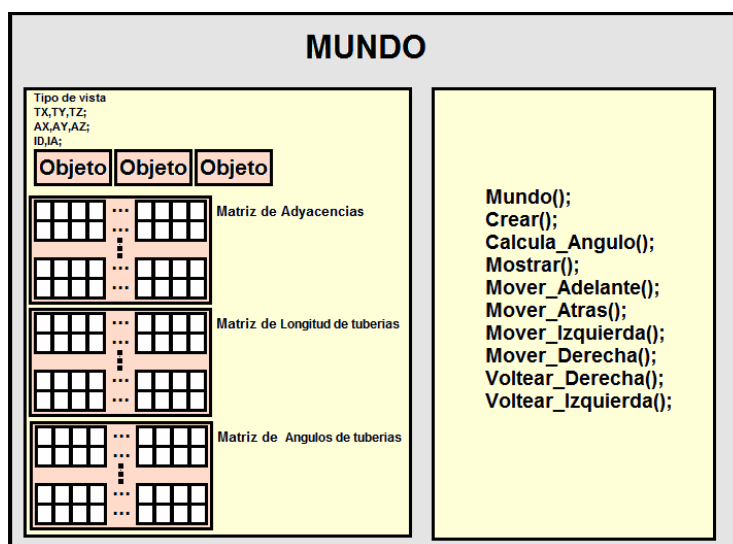 MUNDO
Tipo de vista
TX,TY,TZ;
AX,AY,AZ;
ID,IA;
Objeto Objeto Objeto
Matriz de Adyacencias
Matriz de Longitud de tuberias
Matriz de Angulos de tuberias
Mundo();
Crear();
Calcula_Angulo();
Mostrar();
Mover_Adelante();
Mover_Atras();
Mover_Izquierda();
Mover_Derecha();
Voltear_Derecha();
Voltear_Izquierda();